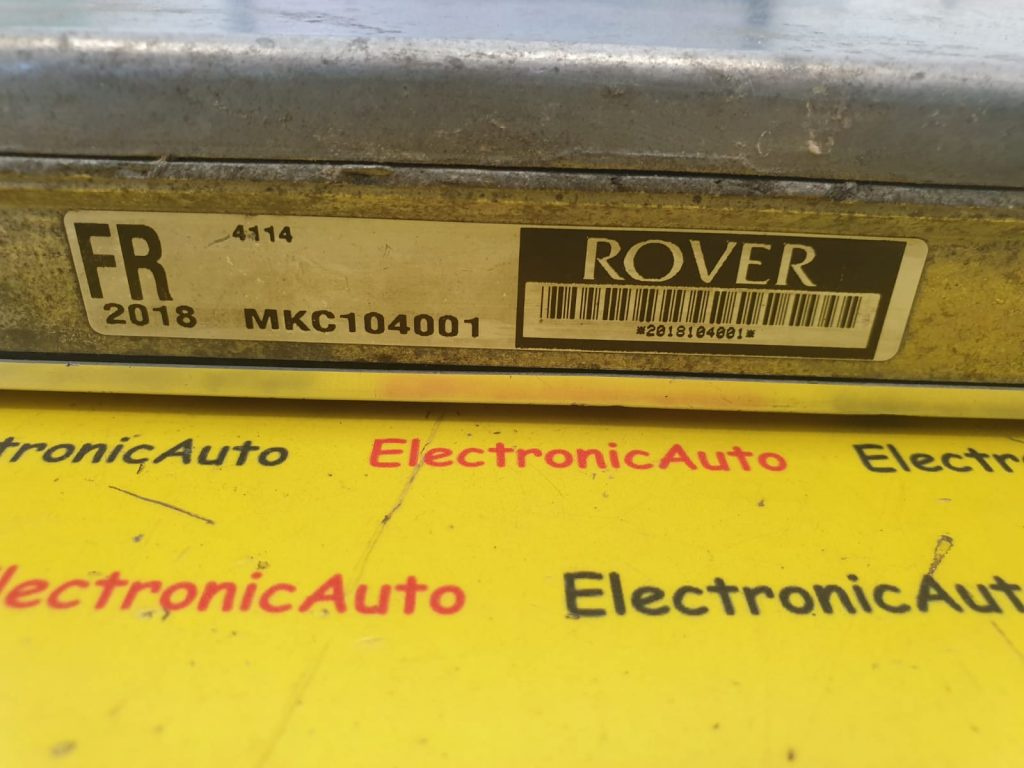 FR 4114
2018 MKC104001
ROVER
*2018104001*
tronicAuto ElectronicAuto Electr
lectronicAuto ElectronicAut